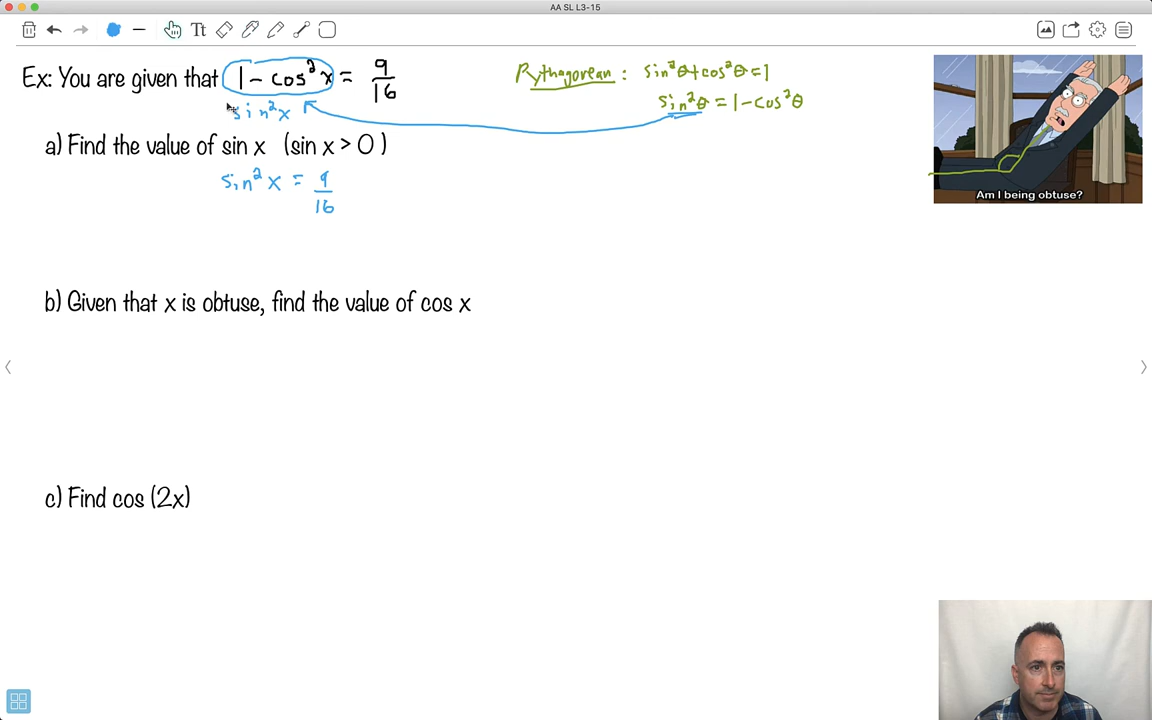 AA SL L3-15
Tt
Ex: You are given that 1 - cos²x = 9/16
Pythagorean : sin²θ + cos²θ = 1
sin²θ = 1 - cos²θ
sin²x
a) Find the value of sin x (sin x > 0)
sin²x = 9/16
Am I being obtuse?
b) Given that x is obtuse, find the value of cos x
c) Find cos (2x)